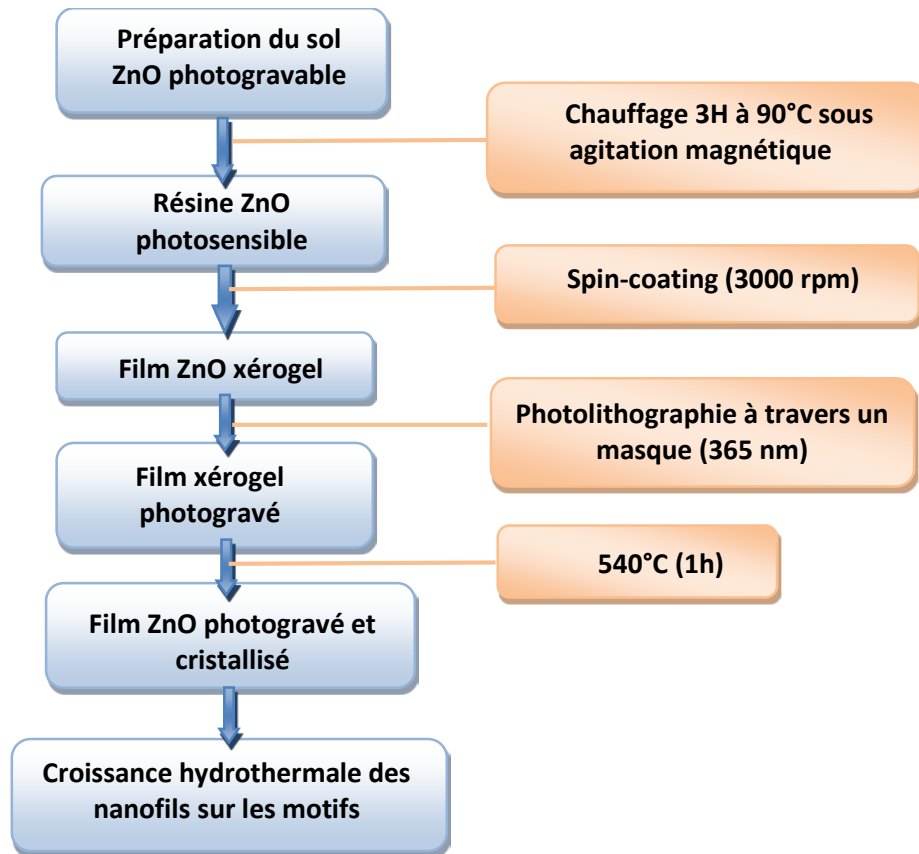 Préparation du sol
ZnO photogravable
Chauffage 3H à 90°C sous
agitation magnétique
Résine ZnO
photosensible
Spin-coating (3000 rpm)
Film ZnO xérogel
Photolithographie à travers un
masque (365 nm)
Film xérogel
photogravé
540°C (1h)
Film ZnO photogravé et
cristallisé
Croissance hydrothermale des
nanofils sur les motifs